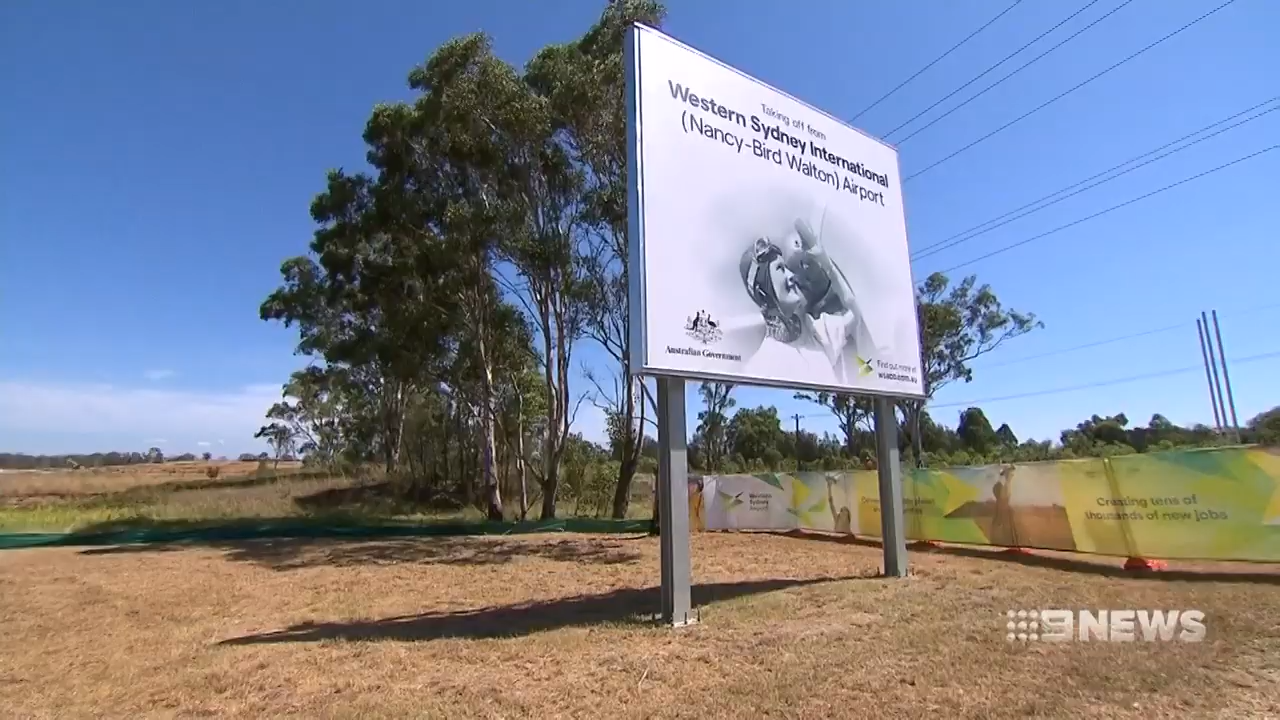 Taking off from
Western Sydney International
(Nancy-Bird Walton) Airport
Australian Government
Find out more at
wsaco.com.au
Western
Sydney
Airport
Creating tens of
thousands of new jobs
9NEWS